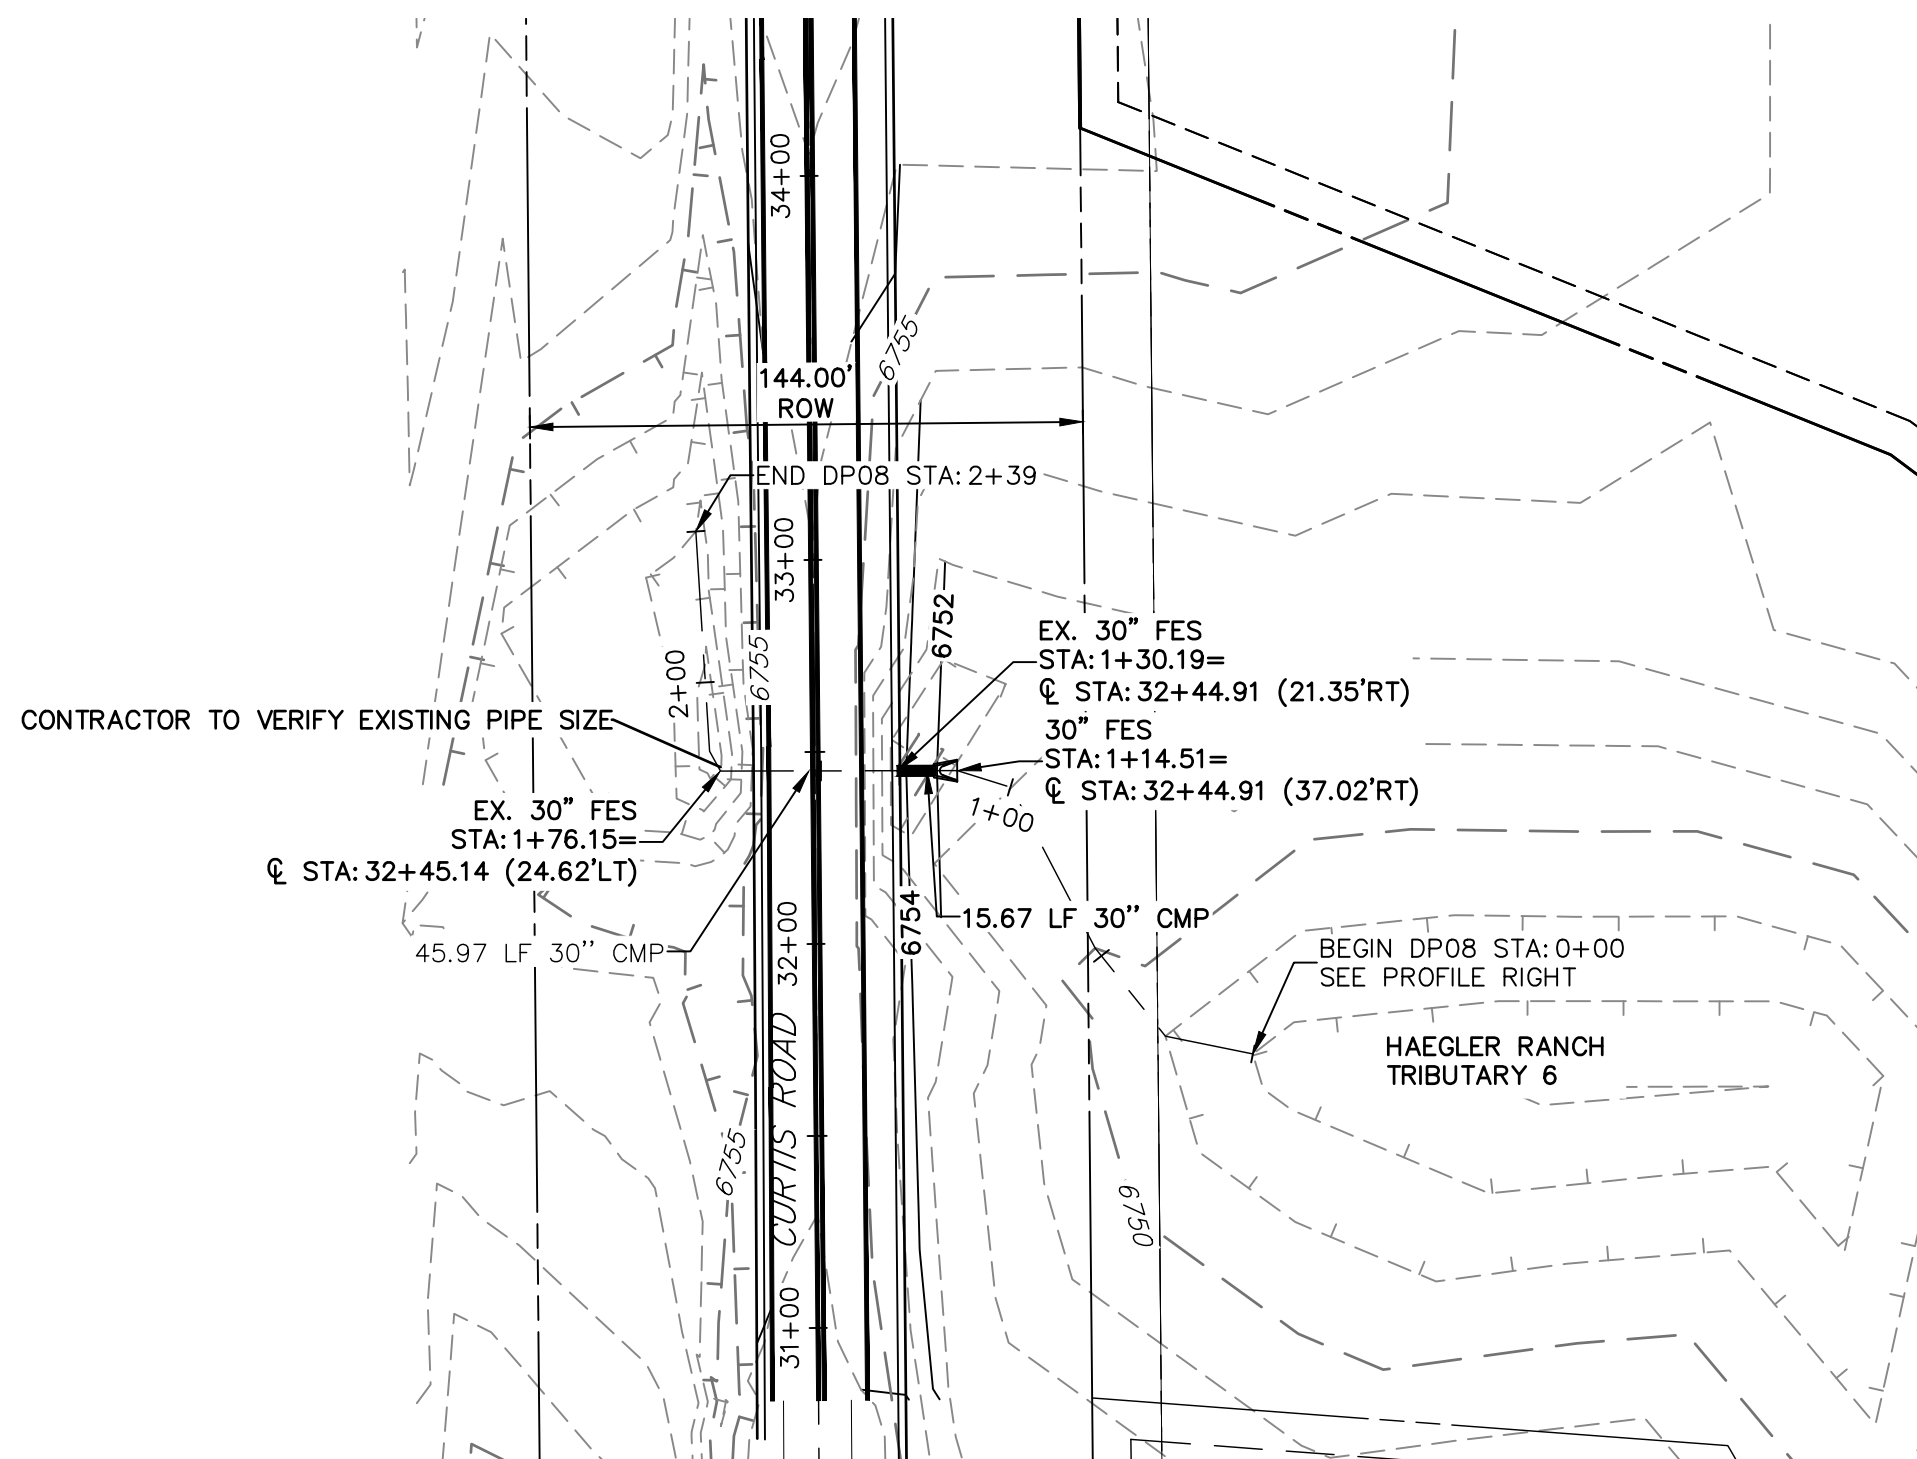 34+00
6755
144.00'
ROW
END DP08 STA: 2+39
33+00
6752
EX. 30" FES
STA: 1+30.19=
℄ STA: 32+44.91 (21.35'RT)
30" FES
STA: 1+14.51=
℄ STA: 32+44.91 (37.02'RT)
6755
2+00
CONTRACTOR TO VERIFY EXISTING PIPE SIZE
1+00
EX. 30" FES
STA: 1+76.15=
℄ STA: 32+45.14 (24.62'LT)
6754
15.67 LF 30'' CMP
45.97 LF 30'' CMP
32+00
BEGIN DP08 STA: 0+00
SEE PROFILE RIGHT
HAEGLER RANCH
TRIBUTARY 6
CURTIS ROAD
6755
6750
31+00